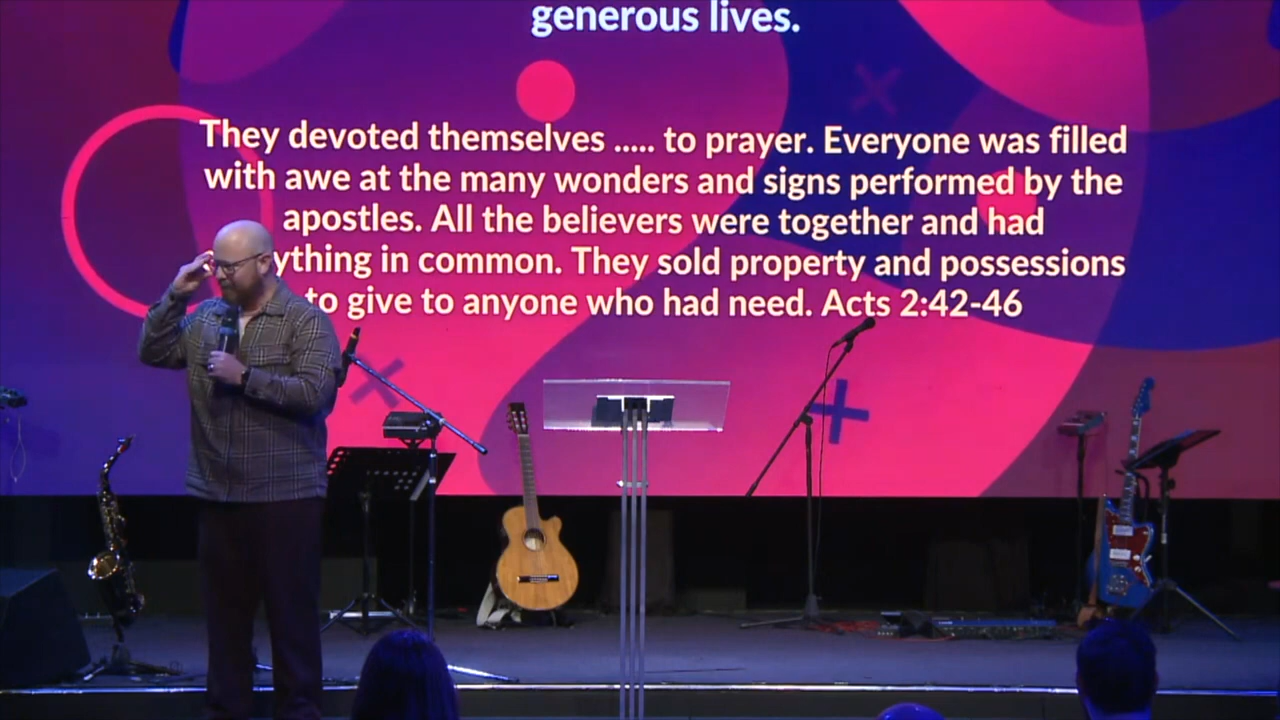 generous lives.
They devoted themselves ..... to prayer. Everyone was filled
with awe at the many wonders and signs performed by the
apostles. All the believers were together and had
ything in common. They sold property and possessions
to give to anyone who had need. Acts 2:42-46